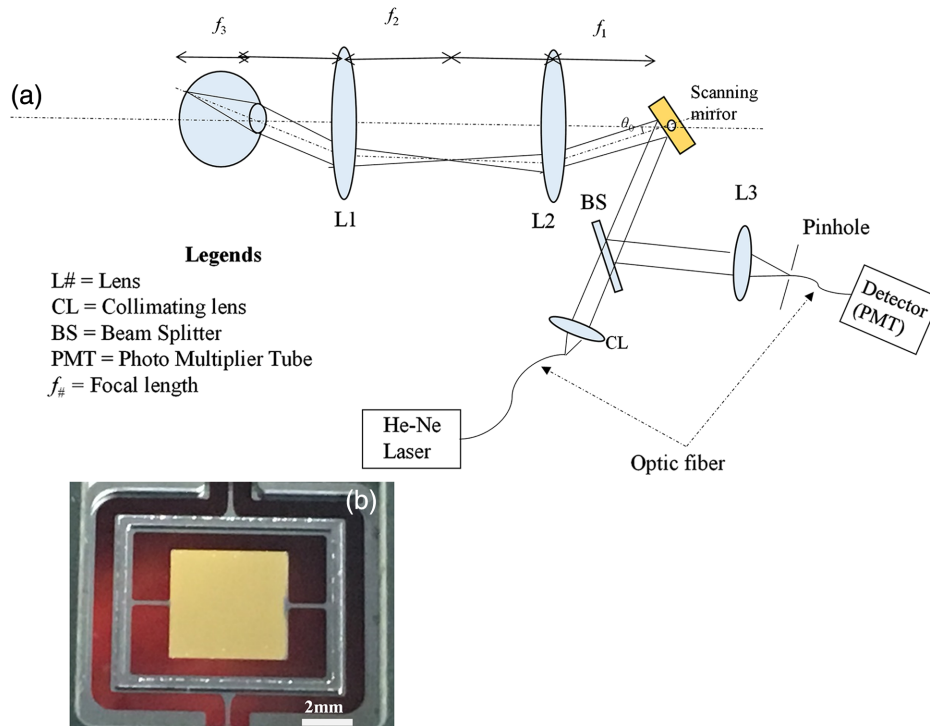 f₃
f₂
f₁
(a)
θ₀
Scanning
mirror
L1
L2
BS
L3
Pinhole
Detector
(PMT)
CL
Legends
L# = Lens
CL = Collimating lens
BS = Beam Splitter
PMT = Photo Multiplier Tube
f# = Focal length
He-Ne
Laser
Optic fiber
(b)
2mm